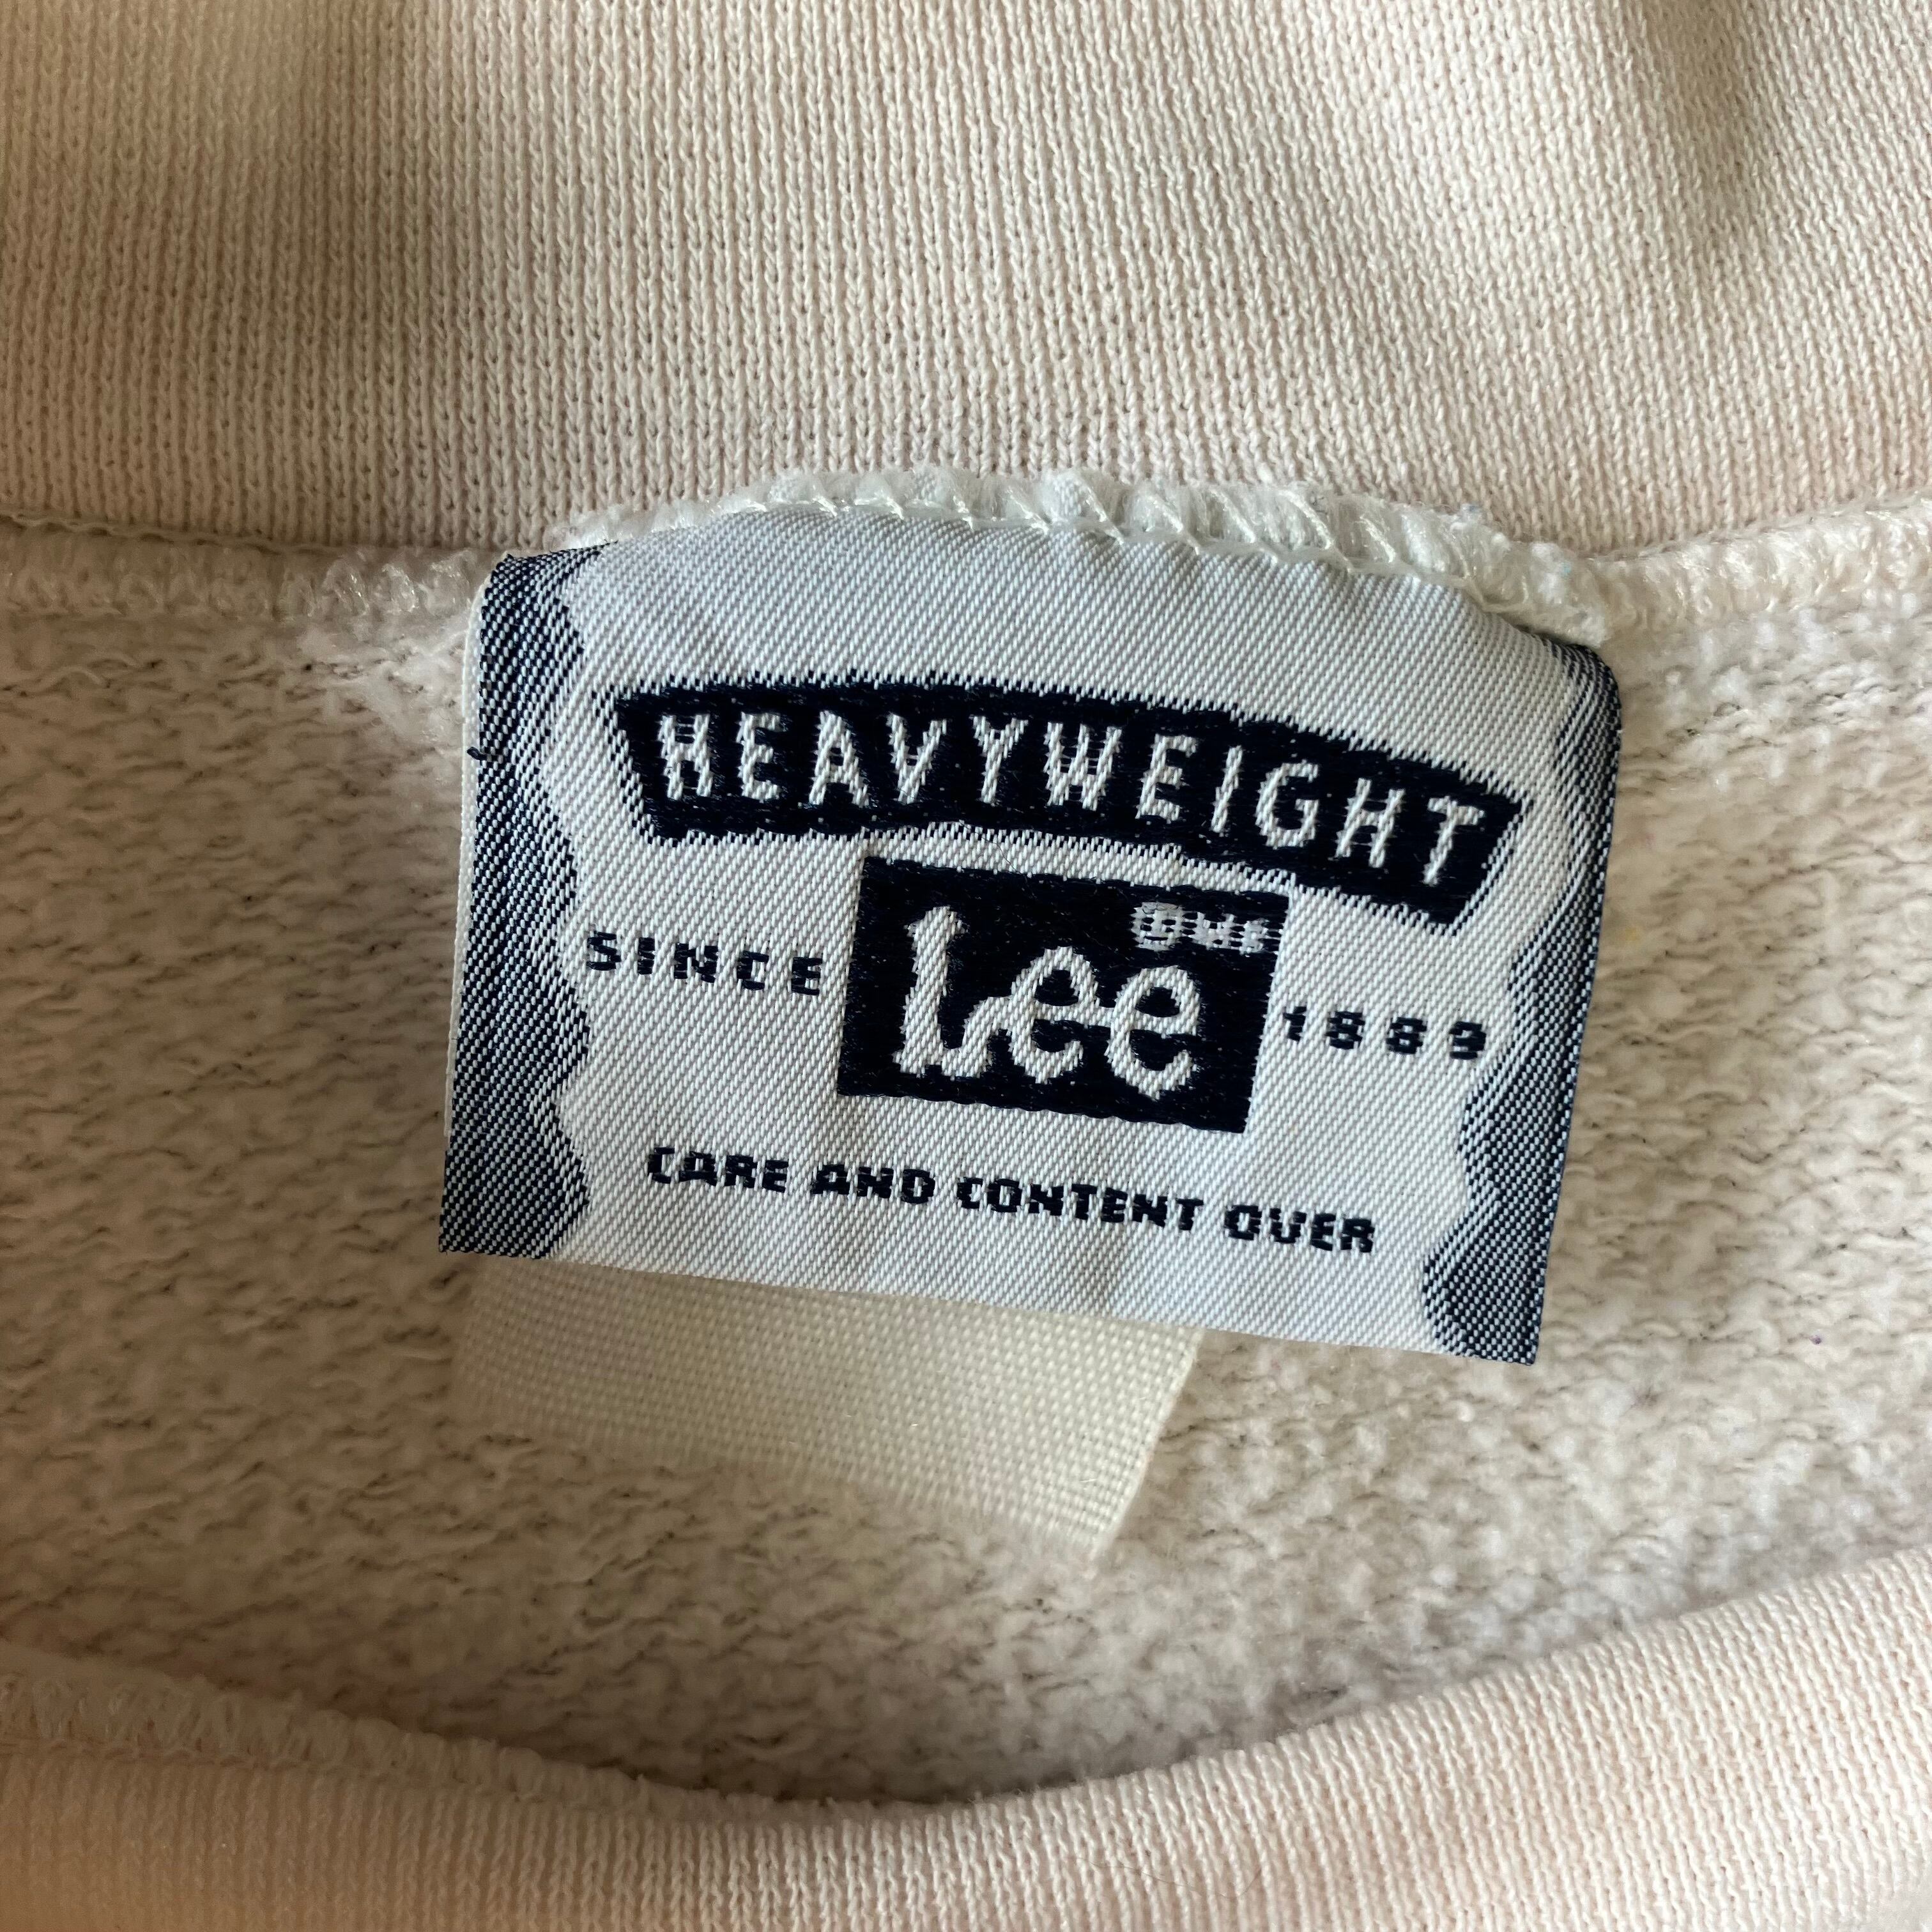 HEAVYWEIGHT
Lee
SINCE 1889
CARE AND CONTENT OVER